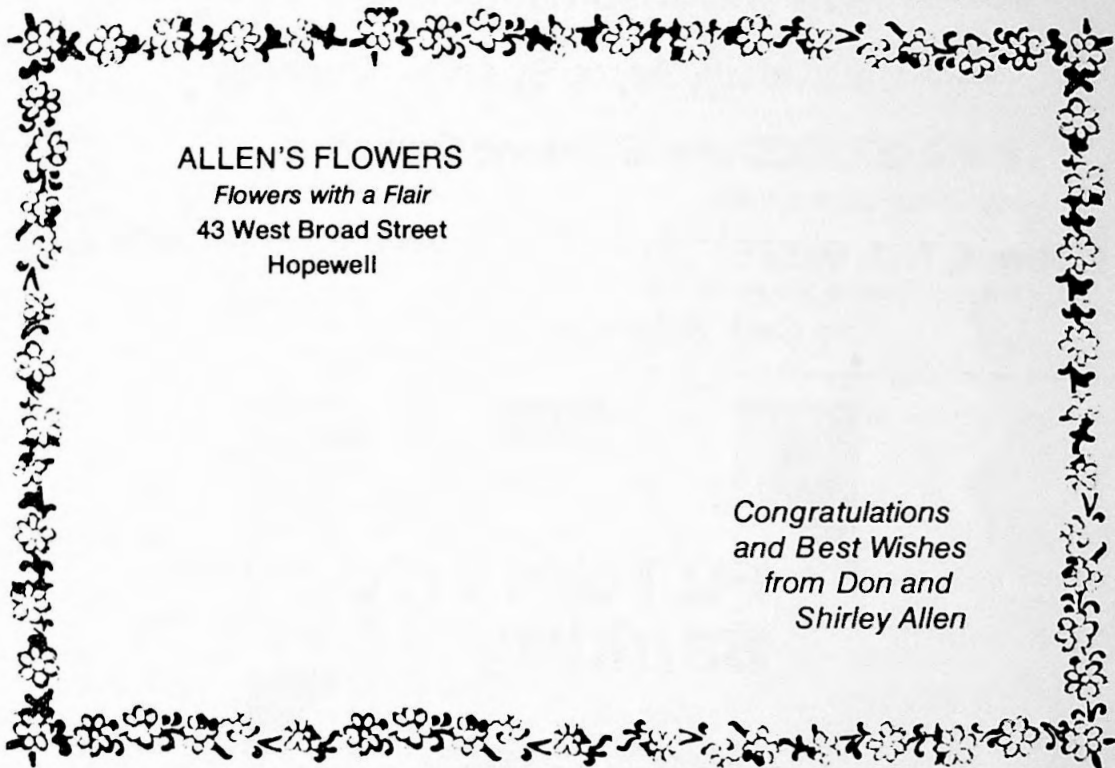 ALLEN'S FLOWERS
Flowers with a Flair
43 West Broad Street
Hopewell
Congratulations
and Best Wishes
from Don and
Shirley Allen